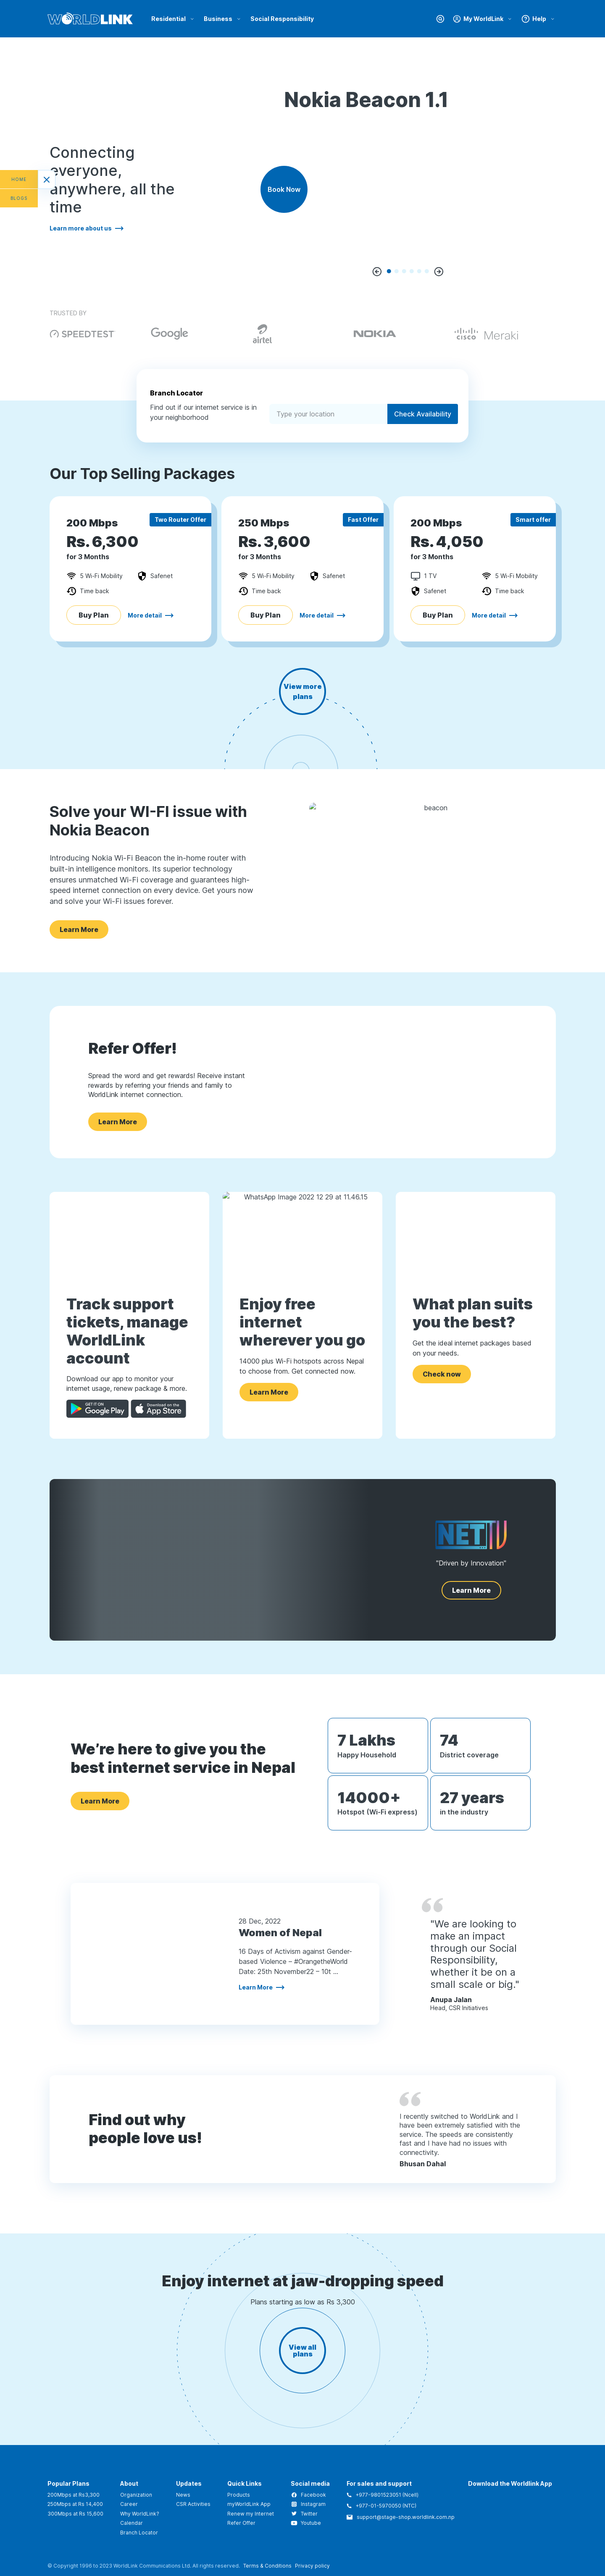 WORLDLINK
Residential
Business
Social Responsibility
My WorldLink
Help
Nokia Beacon 1.1
HOME
BLOGS
Connecting
everyone,
anywhere, all the
time
Book Now
Learn more about us
TRUSTED BY
SPEEDTEST
Google
airtel
NOKIA
CISCO Meraki
Branch Locator
Find out if our internet service is in
your neighborhood
Type your location
Check Availability
Our Top Selling Packages
Two Router Offer
200 Mbps
Rs. 6,300
for 3 Months
5 Wi-Fi Mobility
Safenet
Time back
Buy Plan
More detail
Fast Offer
250 Mbps
Rs. 3,600
for 3 Months
5 Wi-Fi Mobility
Safenet
Time back
Buy Plan
More detail
Smart offer
200 Mbps
Rs. 4,050
for 3 Months
1 TV
5 Wi-Fi Mobility
Safenet
Time back
Buy Plan
More detail
View more
plans
Solve your WI-FI issue with
Nokia Beacon
Introducing Nokia Wi-Fi Beacon the in-home router with
built-in intelligence monitors. Its superior technology
ensures unmatched Wi-Fi coverage and guarantees high-
speed internet connection on every device. Get yours now
and solve your Wi-Fi issues forever.
Learn More
beacon
Refer Offer!
Spread the word and get rewards! Receive instant
rewards by referring your friends and family to
WorldLink internet connection.
Learn More
Track support
tickets, manage
WorldLink
account
Download our app to monitor your
internet usage, renew package & more.
GET IT ON
Google Play
Download on the
App Store
WhatsApp Image 2022 12 29 at 11.46.15
Enjoy free
internet
wherever you go
14000 plus Wi-Fi hotspots across Nepal
to choose from. Get connected now.
Learn More
What plan suits
you the best?
Get the ideal internet packages based
on your needs.
Check now
NETTV
"Driven by Innovation"
Learn More
We're here to give you the
best internet service in Nepal
Learn More
7 Lakhs
Happy Household
74
District coverage
14000+
Hotspot (Wi-Fi express)
27 years
in the industry
28 Dec, 2022
Women of Nepal
16 Days of Activism against Gender-
based Violence – #OrangetheWorld
Date: 25th November22 – 10t ...
Learn More
"We are looking to
make an impact
through our Social
Responsibility,
whether it be on a
small scale or big."
Anupa Jalan
Head, CSR Initiatives
Find out why
people love us!
I recently switched to WorldLink and I
have been extremely satisfied with the
service. The speeds are consistently
fast and I have had no issues with
connectivity.
Bhusan Dahal
Enjoy internet at jaw-dropping speed
Plans starting as low as Rs 3,300
View all
plans
Popular Plans
200Mbps at Rs3,300
250Mbps at Rs 14,400
300Mbps at Rs 15,600
About
Organization
Career
Why WorldLink?
Calendar
Branch Locator
Updates
News
CSR Activities
Quick Links
Products
myWorldLink App
Renew my Internet
Refer Offer
Social media
Facebook
Instagram
Twitter
Youtube
For sales and support
+977-9801523051 (Ncell)
+977-01-5970050 (NTC)
support@stage-shop.worldlink.com.np
Download the Worldlink App
© Copyright 1996 to 2023 WorldLink Communications Ltd. All rights reserved. Terms & Conditions Privacy policy